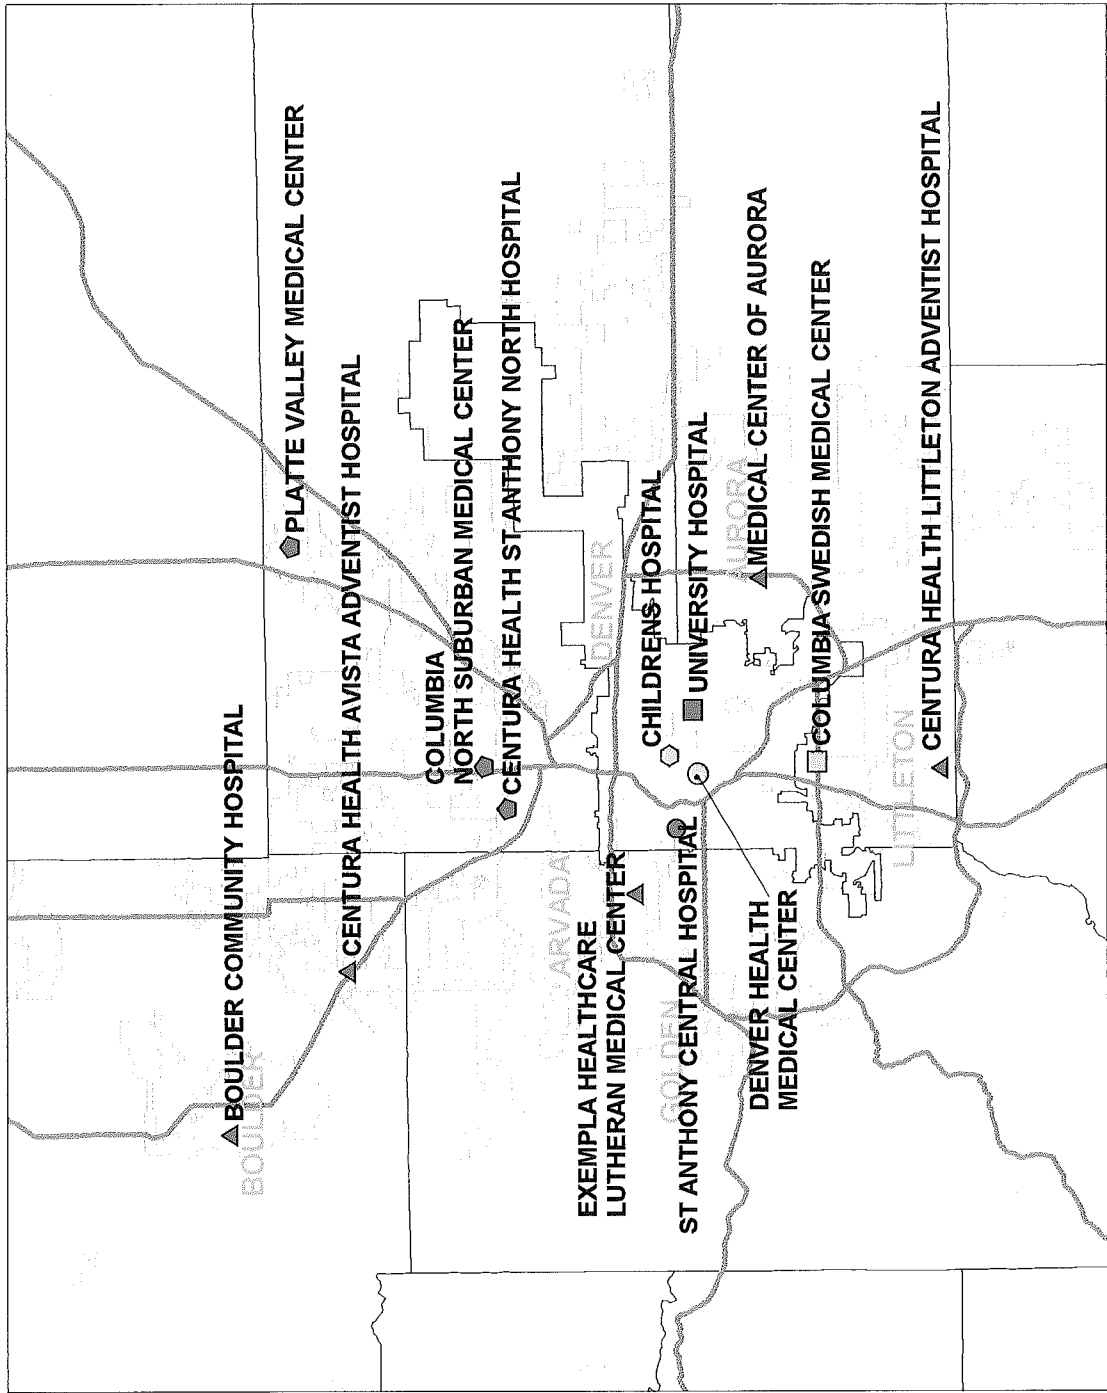 BOULDER COMMUNITY HOSPITAL
BOULDER
PLATTE VALLEY MEDICAL CENTER
CENTURA HEALTH AVISTA ADVENTIST HOSPITAL
COLUMBIA
NORTH SUBURBAN MEDICAL CENTER
CENTURA HEALTH ST ANTHONY NORTH HOSPITAL
ARVADA
DENVER
EXEMPLA HEALTHCARE
LUTHERAN MEDICAL CENTER
CHILDRENS HOSPITAL
GOLDEN
ST ANTHONY CENTRAL HOSPITAL
UNIVERSITY HOSPITAL
AURORA
MEDICAL CENTER OF AURORA
DENVER HEALTH
MEDICAL CENTER
COLUMBIA SWEDISH MEDICAL CENTER
LITTLETON
CENTURA HEALTH LITTLETON ADVENTIST HOSPITAL